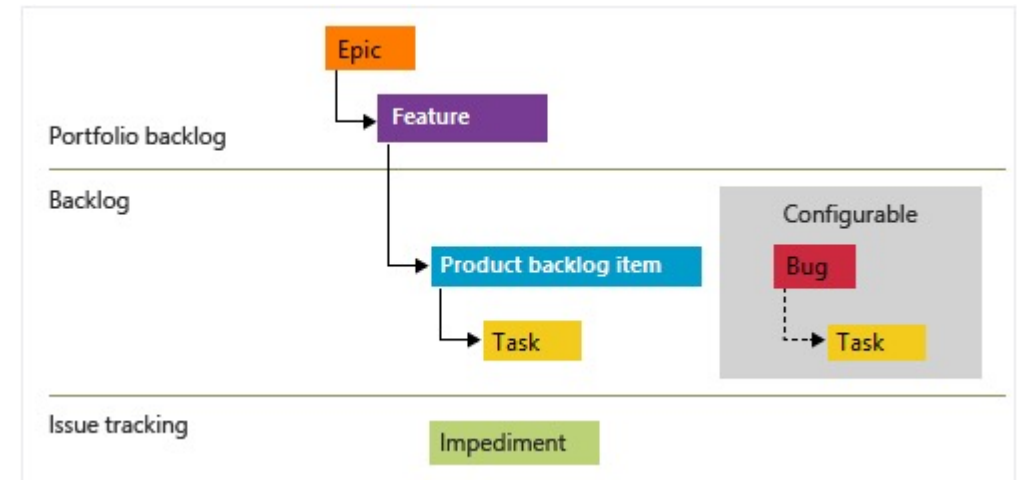 Epic
Feature
Portfolio backlog
Backlog
Configurable
Product backlog item
Bug
Task
Task
Issue tracking
Impediment